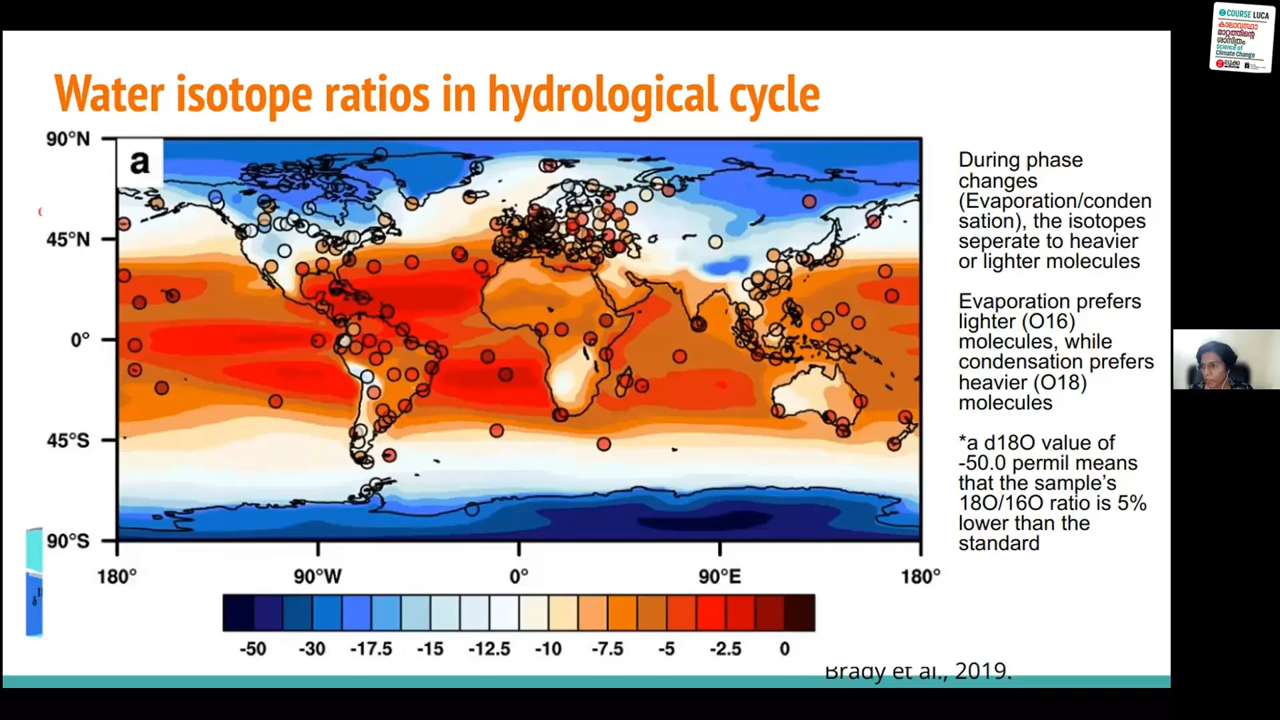 COURSE LUCA
കാലാവസ്ഥാ
മാറ്റത്തിന്റെ
ശാസ്ത്രം
Science of
Climate Change
Water isotope ratios in hydrological cycle
90°N
a
45°N
0°
45°S
90°S
180°
90°W
0°
90°E
180°
-50
-30
-17.5
-15
-12.5
-10
-7.5
-5
-2.5
0
During phase
changes
(Evaporation/conden
sation), the isotopes
seperate to heavier
or lighter molecules
Evaporation prefers
lighter (O16)
molecules, while
condensation prefers
heavier (O18)
molecules
*a d18O value of
-50.0 permil means
that the sample's
18O/16O ratio is 5%
lower than the
standard
Brady et al., 2019.